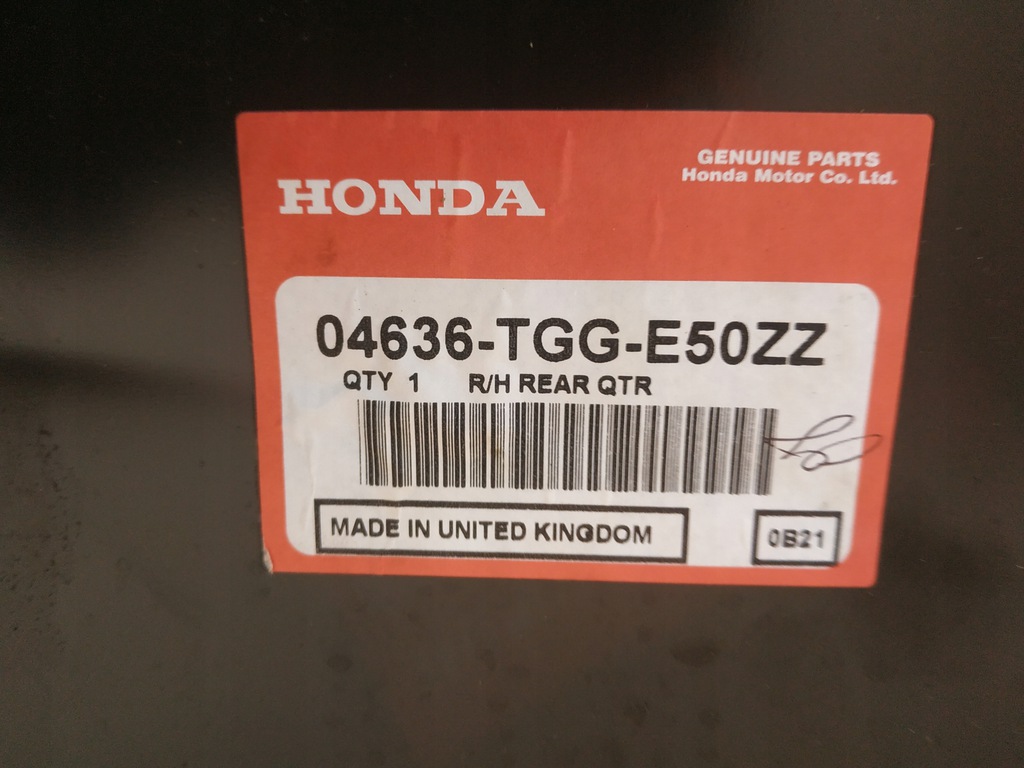 HONDA
GENUINE PARTS
Honda Motor Co. Ltd.
04636-TGG-E50ZZ
QTY 1 R/H REAR QTR
MADE IN UNITED KINGDOM
0B21